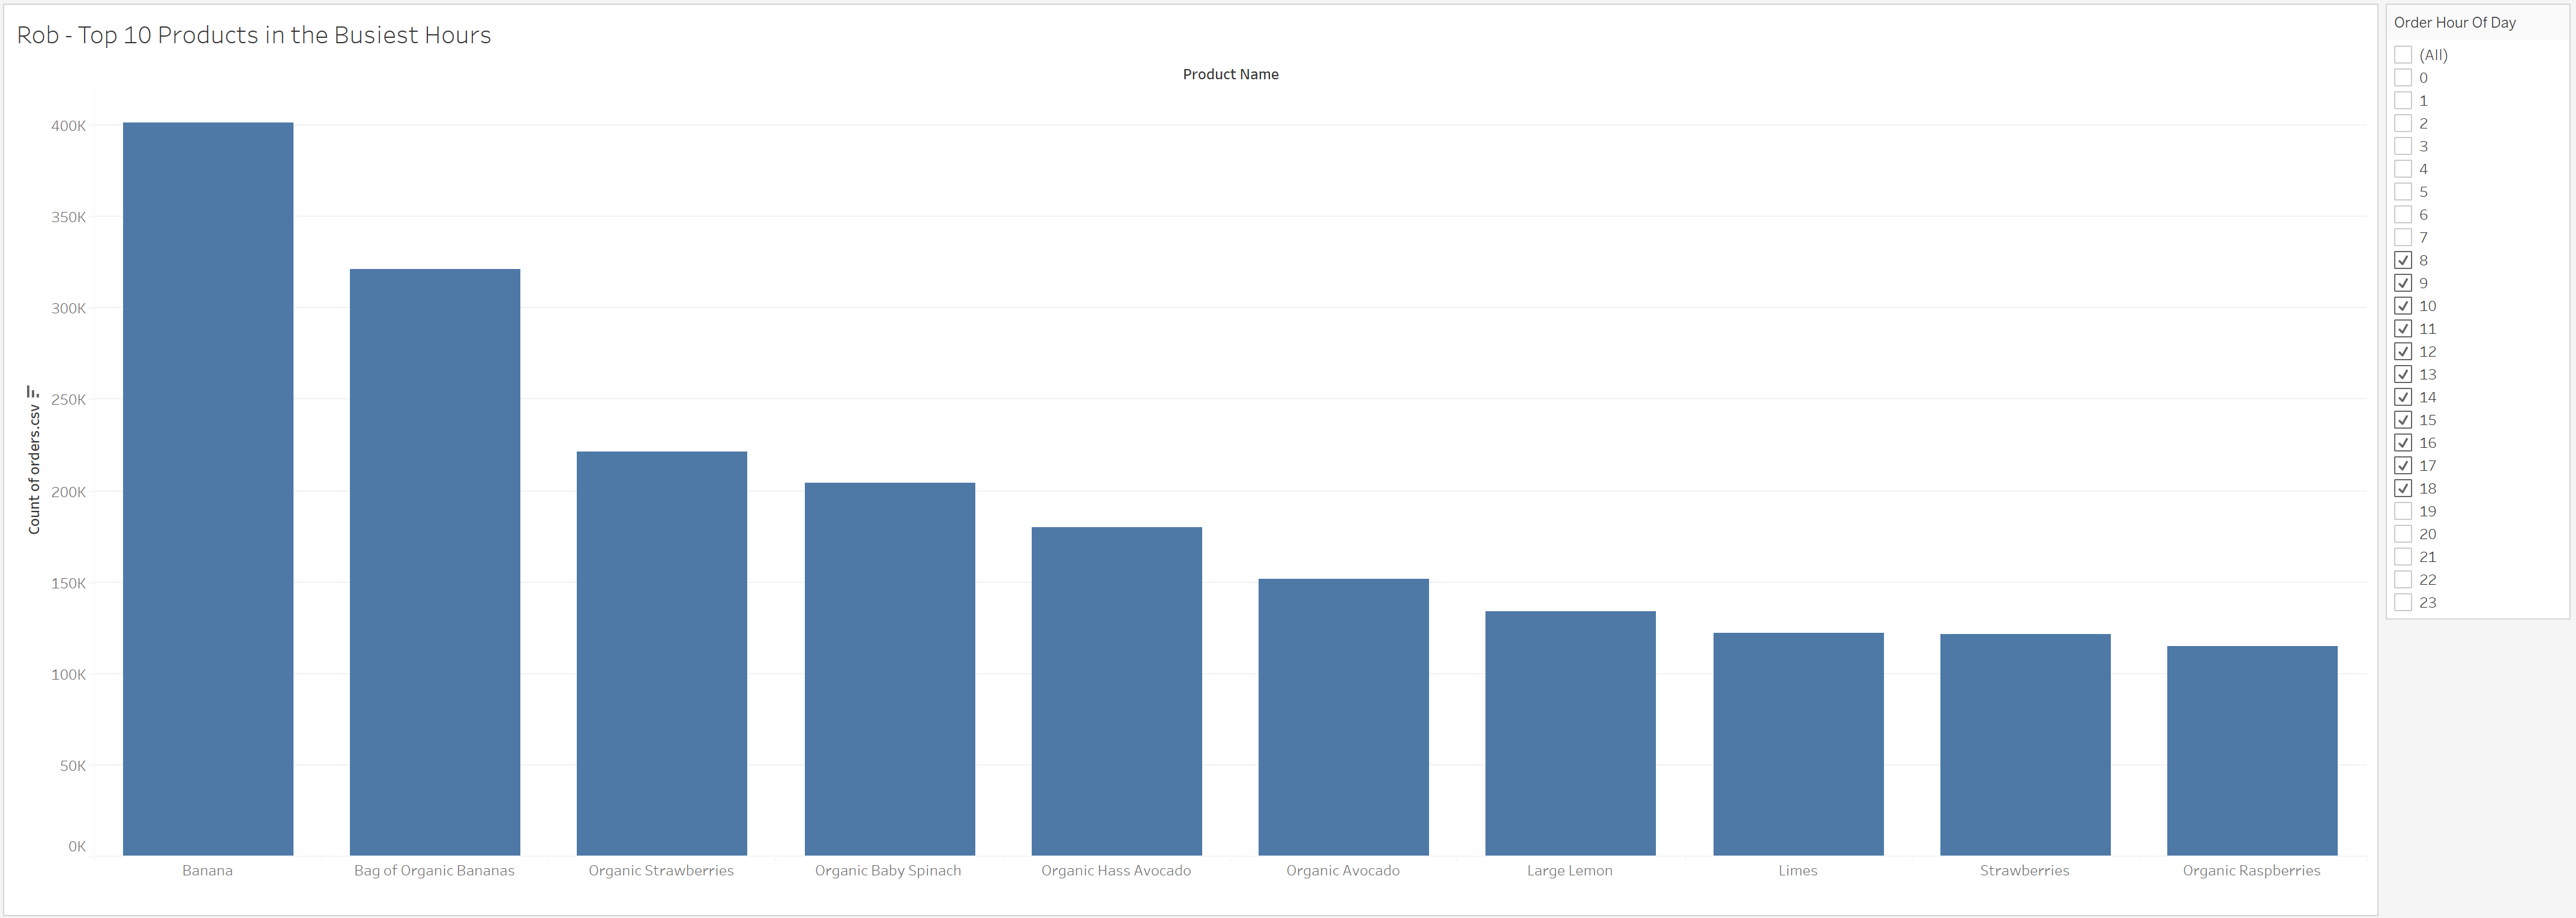 Rob - Top 10 Products in the Busiest Hours
Product Name
400K
350K
300K
250K
200K
150K
100K
50K
0K
Count of orders.csv
Banana
Bag of Organic Bananas
Organic Strawberries
Organic Baby Spinach
Organic Hass Avocado
Organic Avocado
Large Lemon
Limes
Strawberries
Organic Raspberries
Order Hour Of Day
(All)
0
1
2
3
4
5
6
7
8
9
10
11
12
13
14
15
16
17
18
19
20
21
22
23